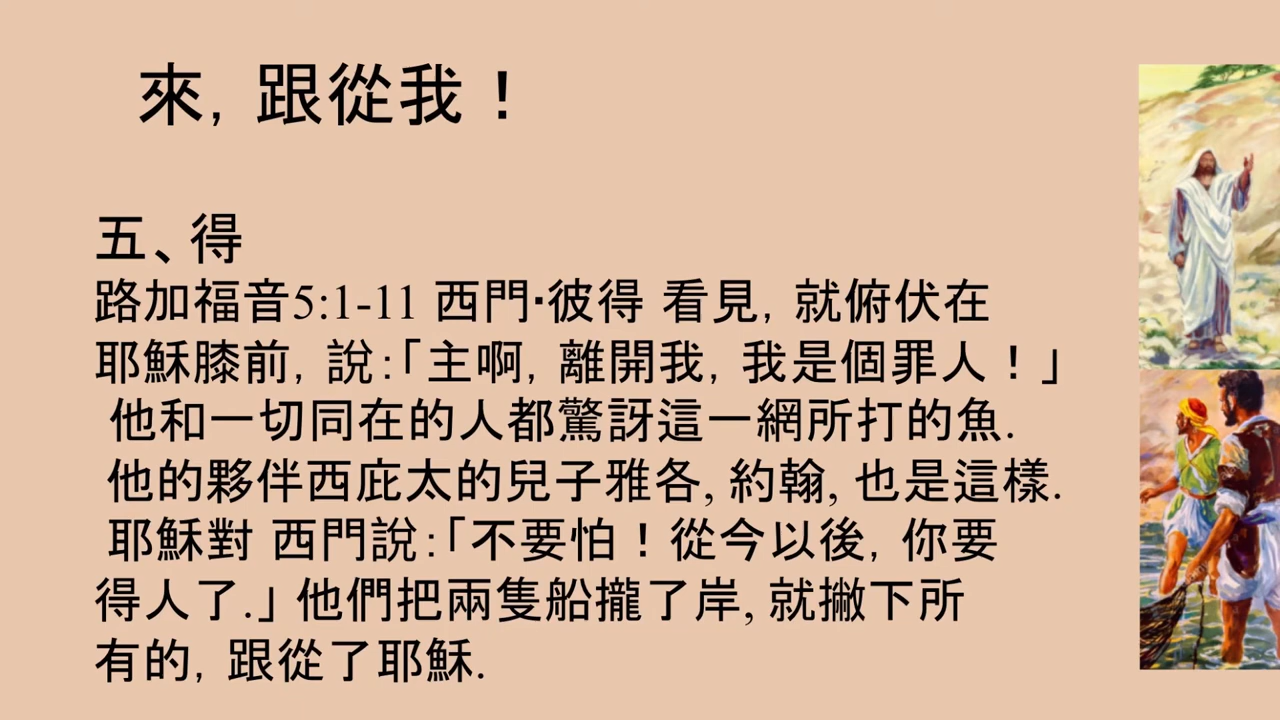 來, 跟從我！
五、得
路加福音5:1-11 西門·彼得 看見, 就俯伏在
耶穌膝前, 說:「主啊, 離開我, 我是個罪人！」
他和一切同在的人都驚訝這一網所打的魚.
他的夥伴西庇太的兒子雅各, 約翰, 也是這樣.
耶穌對 西門說:「不要怕！從今以後, 你要
得人了.」他們把兩隻船攏了岸, 就撇下所
有的, 跟從了耶穌.